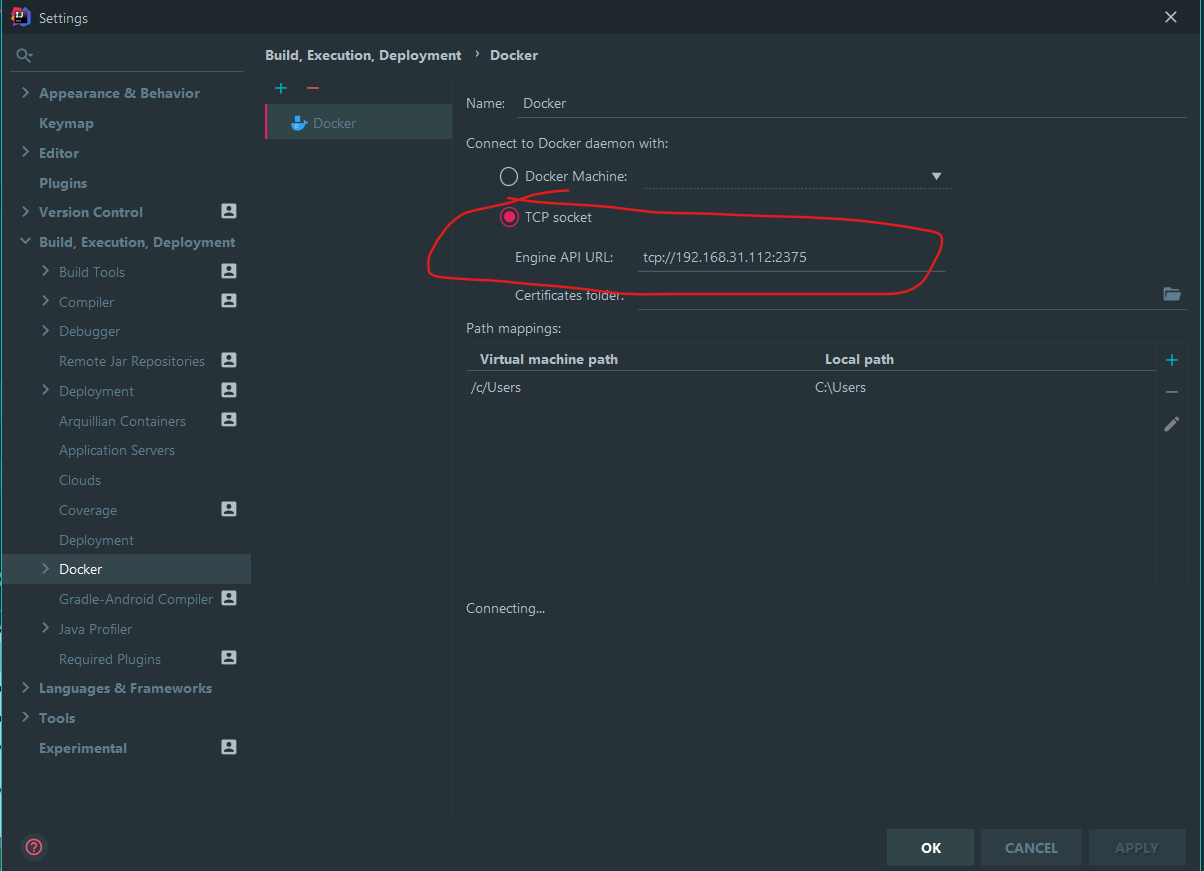 Settings
Build, Execution, Deployment › Docker
Appearance & Behavior
Keymap
Editor
Plugins
Version Control
Build, Execution, Deployment
Build Tools
Compiler
Debugger
Remote Jar Repositories
Deployment
Arquillian Containers
Application Servers
Clouds
Coverage
Deployment
Docker
Gradle-Android Compiler
Java Profiler
Required Plugins
Languages & Frameworks
Tools
Experimental
Docker
Name: Docker
Connect to Docker daemon with:
Docker Machine:
TCP socket
Engine API URL: tcp://192.168.31.112:2375
Certificates folder:
Path mappings:
Virtual machine path Local path
/c/Users C:\Users
Connecting...
? OK CANCEL APPLY